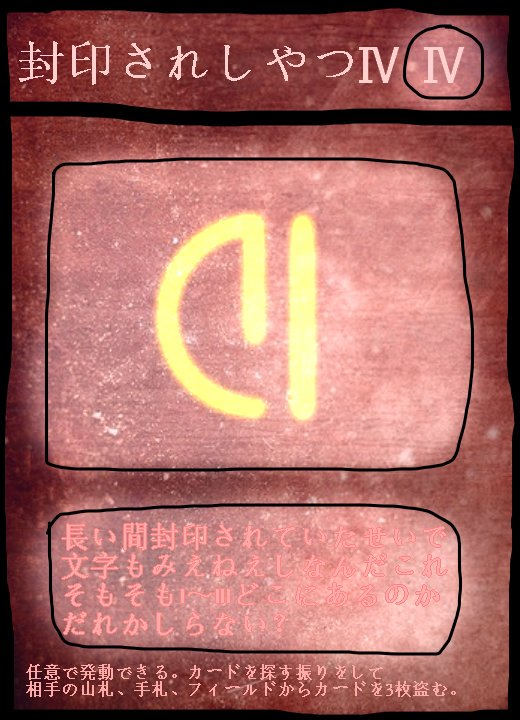 封印されしやつⅣ Ⅳ
長い間封印されていたせいで
文字もみえねえしなんだこれ
そもそもⅠ〜Ⅲどこにあるのか
だれかしらない?
任意で発動できる。カードを探す振りをして
相手の山札、手札、フィールドからカードを3枚盗む。